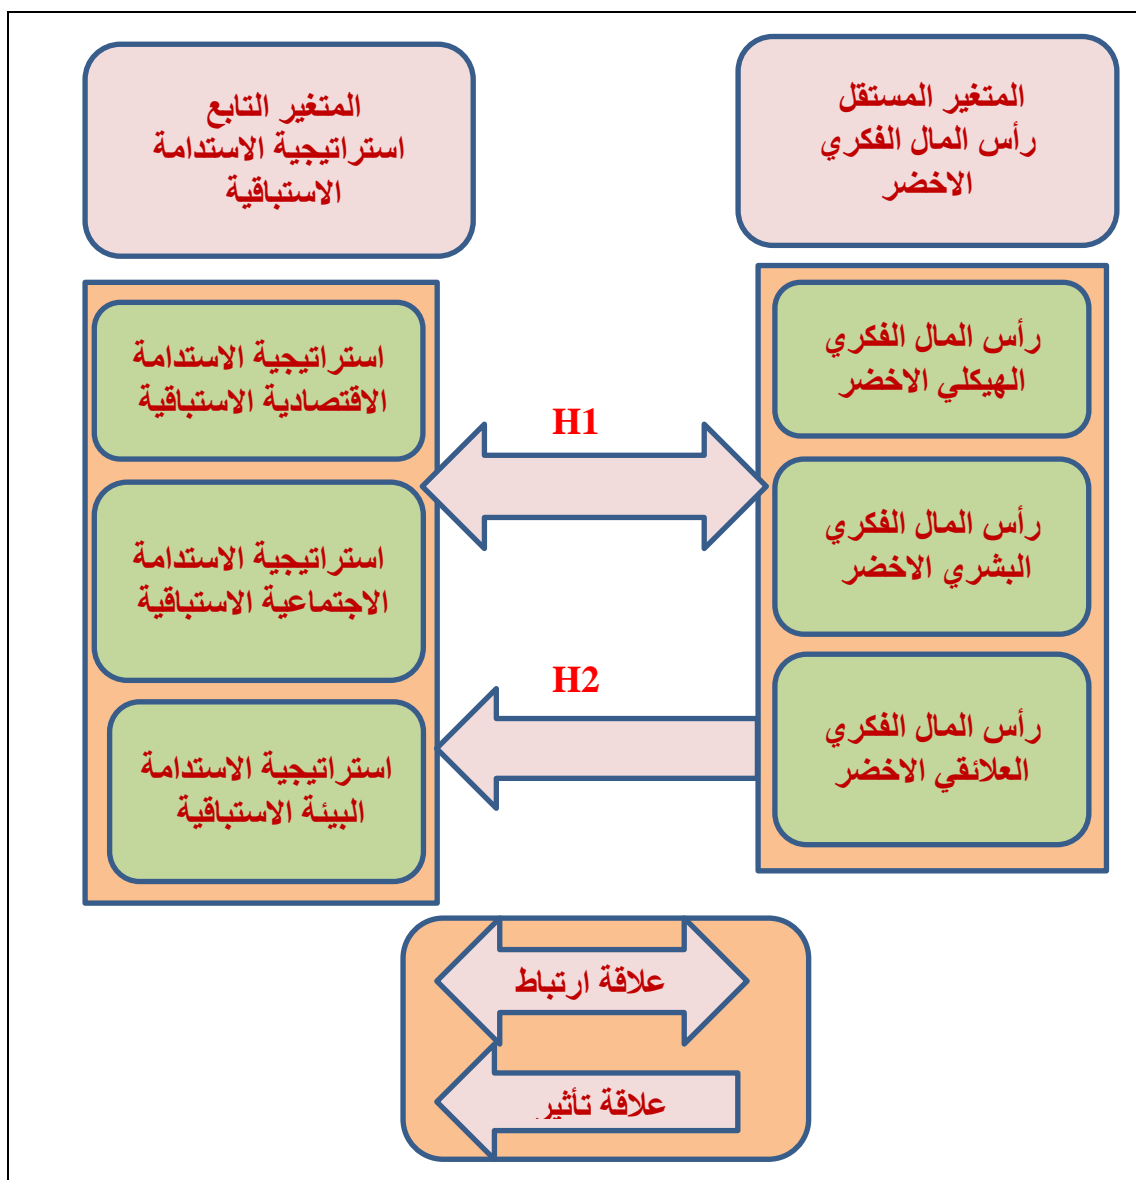 المتغير المستقل
رأس المال الفكري
الاخضر
المتغير التابع
استراتيجية الاستدامة
الاستباقية
رأس المال الفكري
الهيكلي الاخضر
رأس المال الفكري
البشري الاخضر
رأس المال الفكري
العلائقي الاخضر
H1
H2
استراتيجية الاستدامة
الاقتصادية الاستباقية
استراتيجية الاستدامة
الاجتماعية الاستباقية
استراتيجية الاستدامة
البيئة الاستباقية
علاقة ارتباط
علاقة تأثير